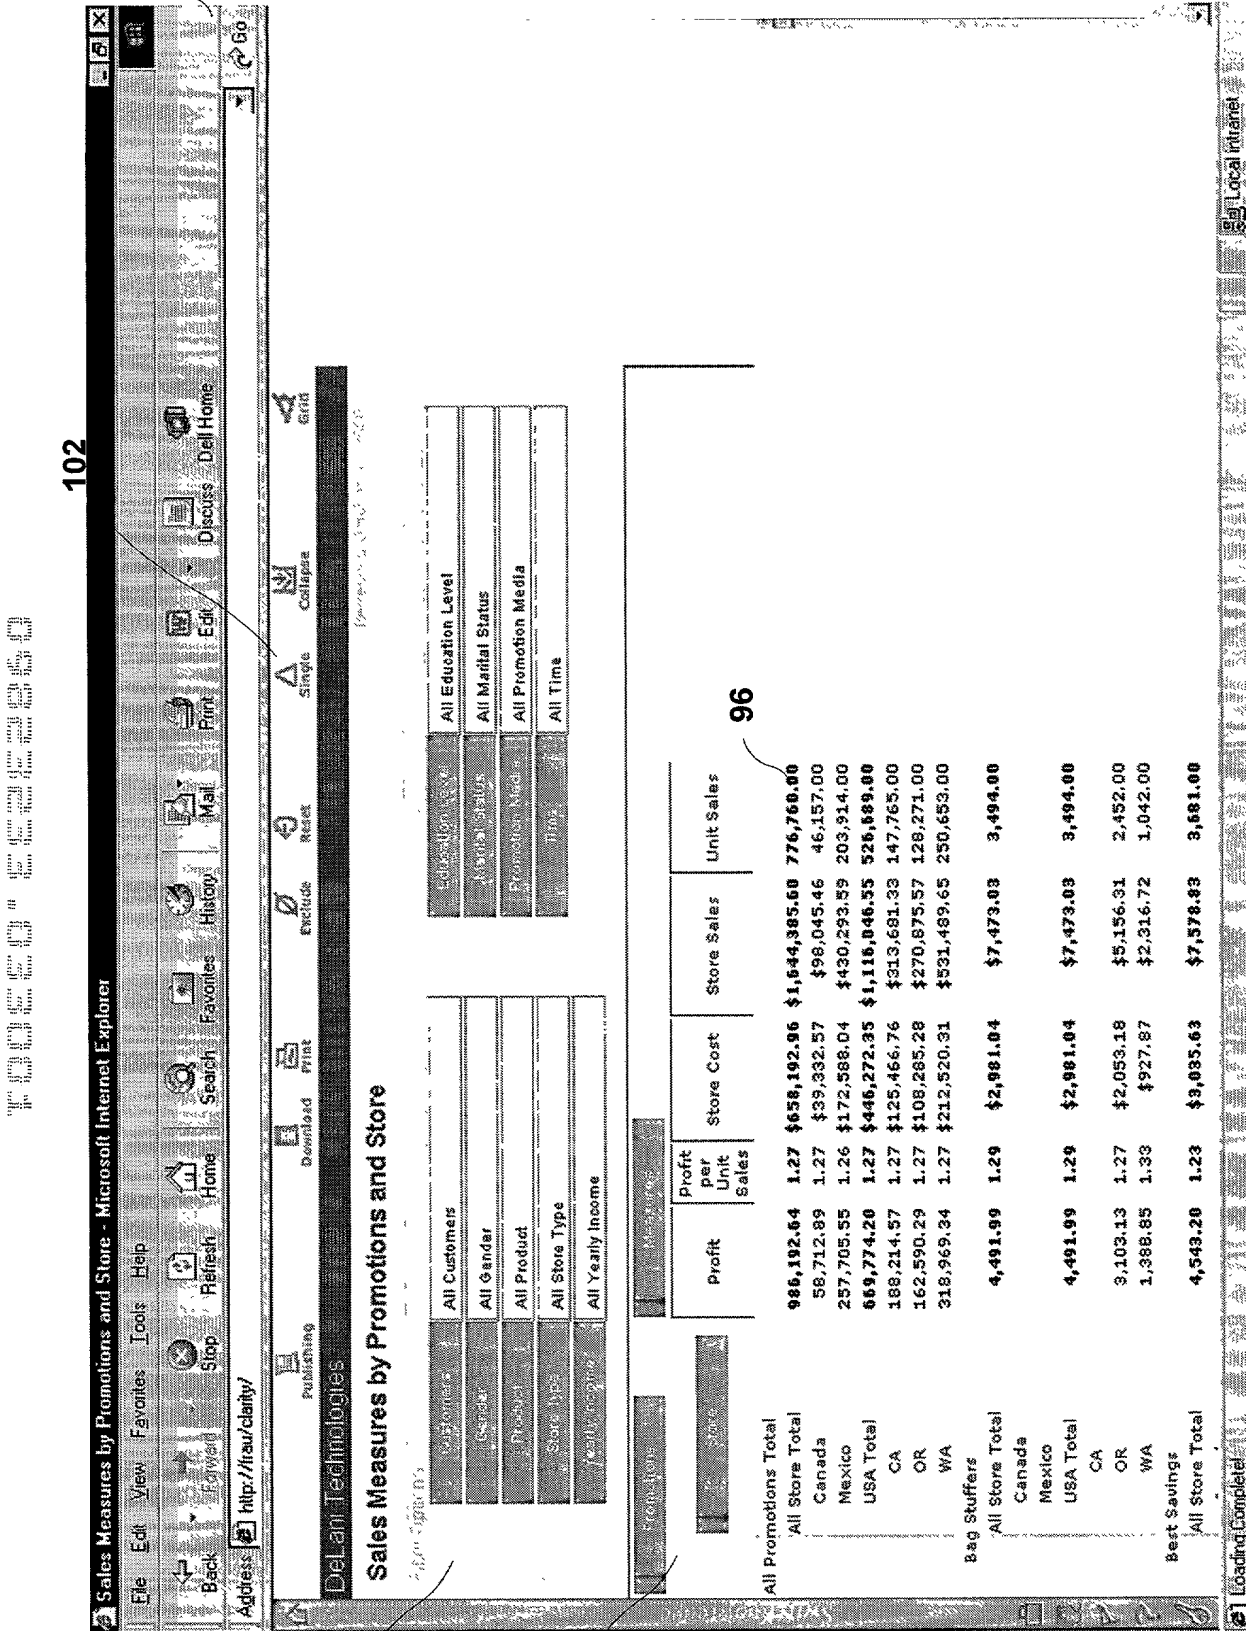 102
Sales Measures by Promotions and Store - Microsoft Internet Explorer
File Edit View Favorites Tools Help
Back Forward Stop Refresh Home Search Favorites History Mail Print Edit Discuss Dell Home
Address http://frau/clarity/ Go
Publishing Download Print Exclude Reset Single Collapse Grid
DeLani Technologies
Sales Measures by Promotions and Store
Customers All Customers Education Level All Education Level
Gender All Gender Marital Status All Marital Status
Product All Product Promotion Media All Promotion Media
Store Type All Store Type Time All Time
Yearly Income All Yearly Income
Promotions Measures
Store Profit Profit per Unit Sales Store Cost Store Sales Unit Sales
96
All Promotions Total
All Store Total 986,192.64 1.27 $658,192.96 $1,644,385.60 776,760.00
Canada 58,712.89 1.27 $39,332.57 $98,045.46 46,157.00
Mexico 257,705.55 1.26 $172,588.04 $430,293.59 203,914.00
USA Total 669,774.20 1.27 $446,272.35 $1,116,046.55 526,689.00
CA 188,214.57 1.27 $125,466.76 $313,681.33 147,765.00
OR 162,590.29 1.27 $108,285.28 $270,875.57 128,271.00
WA 318,969.34 1.27 $212,520.31 $531,489.65 250,653.00
Bag Stuffers
All Store Total 4,491.99 1.29 $2,981.04 $7,473.03 3,494.00
Canada
Mexico
USA Total 4,491.99 1.29 $2,981.04 $7,473.03 3,494.00
CA
OR 3,103.13 1.27 $2,053.18 $5,156.31 2,452.00
WA 1,388.85 1.33 $927.87 $2,316.72 1,042.00
Best Savings
All Store Total 4,543.20 1.23 $3,035.63 $7,578.83 3,681.00
Loading Complete! Local intranet